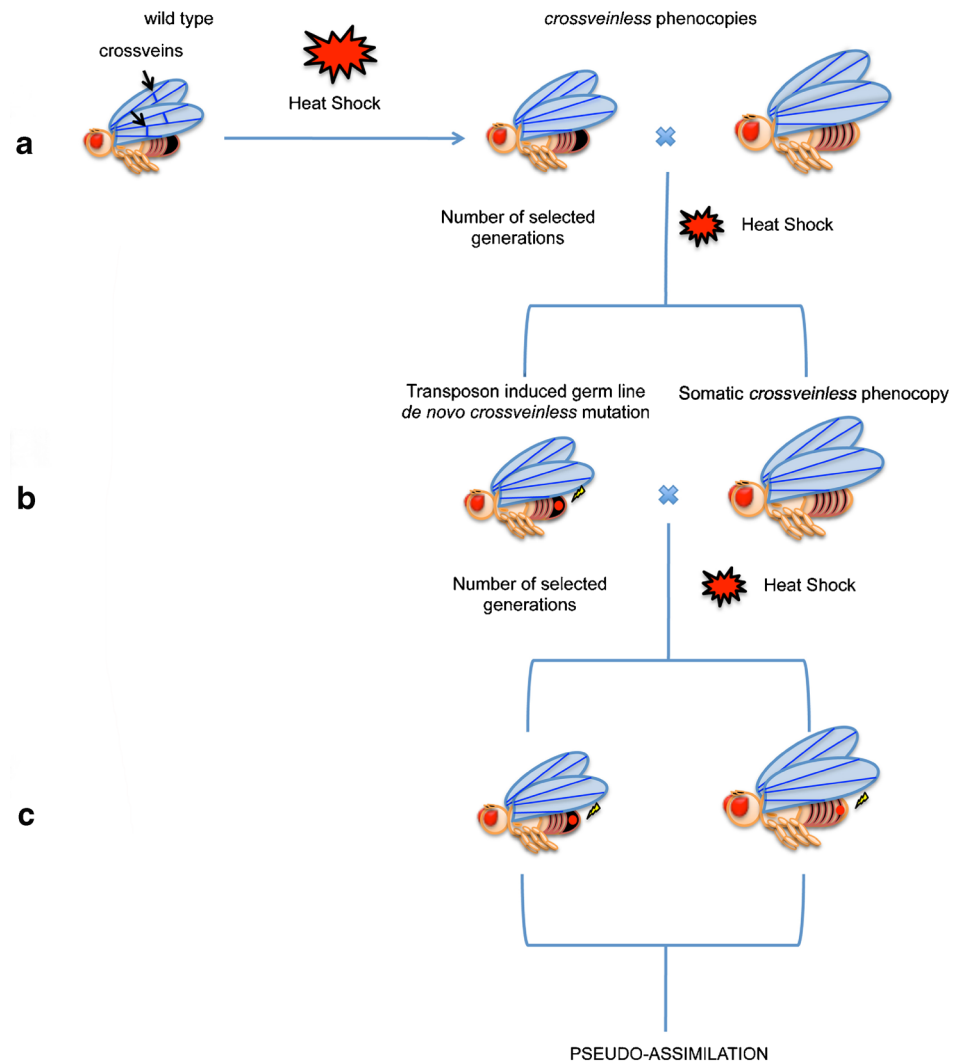 wild type
crossveins
Heat Shock
crossveinless phenocopies
a
Number of selected
generations
Heat Shock
Transposon induced germ line
de novo crossveinless mutation
Somatic crossveinless phenocopy
b
Number of selected
generations
Heat Shock
c
PSEUDO-ASSIMILATION